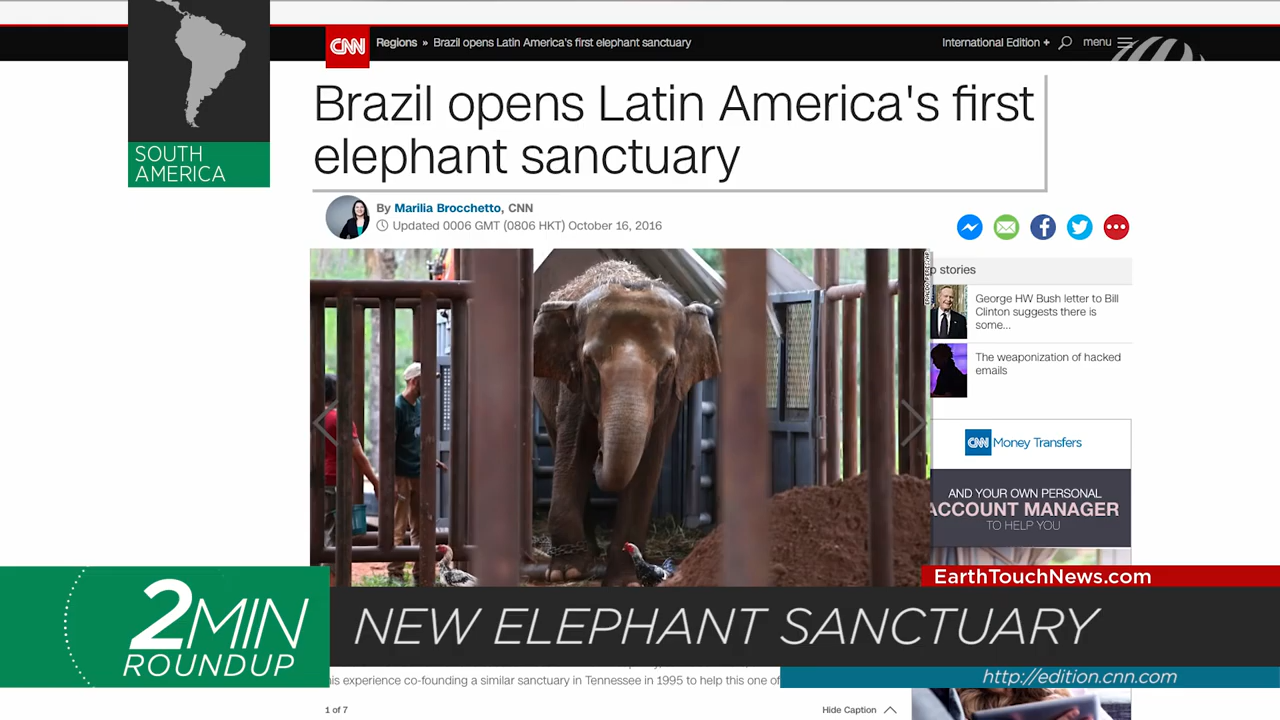 SOUTH
AMERICA
CNN
Regions » Brazil opens Latin America's first elephant sanctuary
International Edition +
menu
Brazil opens Latin America's first
elephant sanctuary
By Marilia Brocchetto, CNN
Updated 0006 GMT (0806 HKT) October 16, 2016
p stories
George HW Bush letter to Bill
Clinton suggests there is
some...
The weaponization of hacked
emails
CNN Money Transfers
AND YOUR OWN PERSONAL
ACCOUNT MANAGER
TO HELP YOU
EarthTouchNews.com
2MIN
ROUNDUP
NEW ELEPHANT SANCTUARY
http://edition.cnn.com
his experience co-founding a similar sanctuary in Tennessee in 1995 to help this one of
1 of 7
Hide Caption